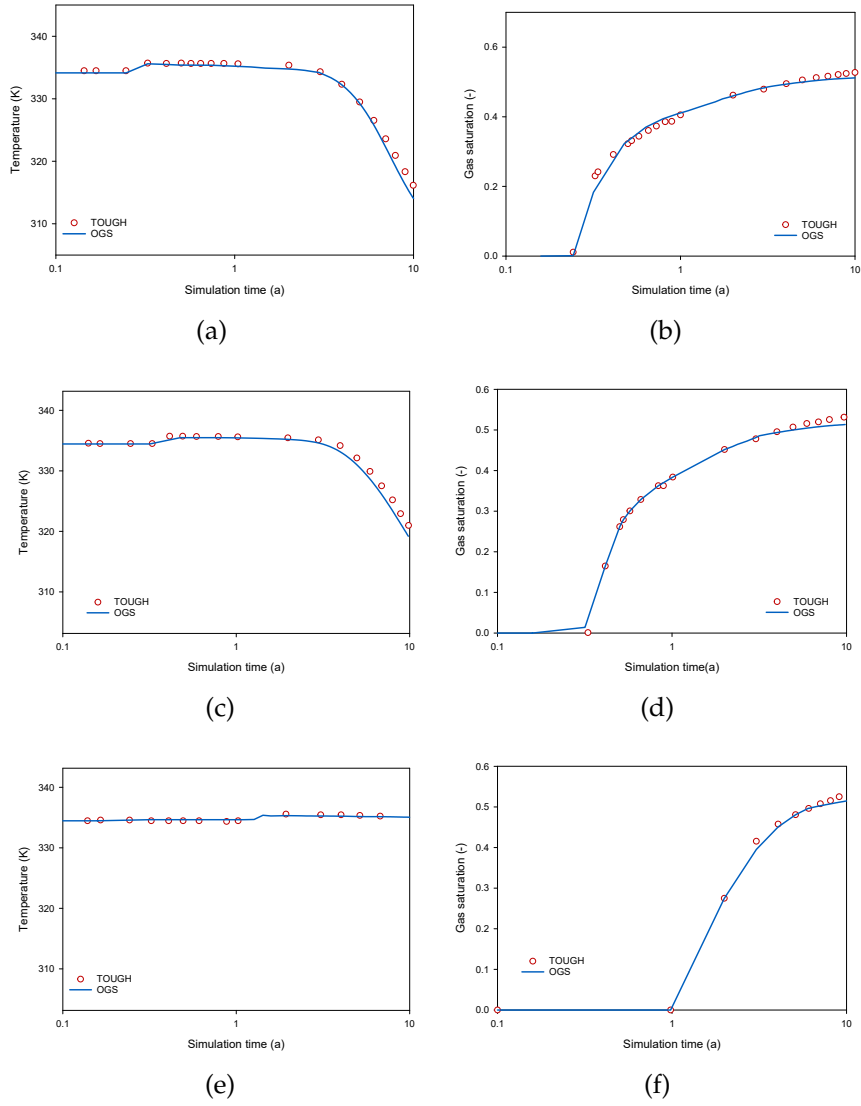 340
330
320
310
Temperature (K)
TOUGH
OGS
0.1
1
10
Simulation time (a)
(a)
0.6
0.4
0.2
0.0
Gas saturation (-)
TOUGH
OGS
0.1
1
10
Simulation time (a)
(b)
340
330
320
310
Temperature (K)
TOUGH
OGS
0.1
1
10
Simulation time (a)
(c)
0.6
0.5
0.4
0.3
0.2
0.1
0.0
Gas saturation (-)
TOUGH
OGS
0.1
1
10
Simulation time(a)
(d)
340
330
320
310
Temperature (K)
TOUGH
OGS
0.1
1
10
Simulation time (a)
(e)
0.6
0.5
0.4
0.3
0.2
0.1
0.0
Gas saturation (-)
TOUGH
OGS
0.1
1
10
Simulation time (a)
(f)